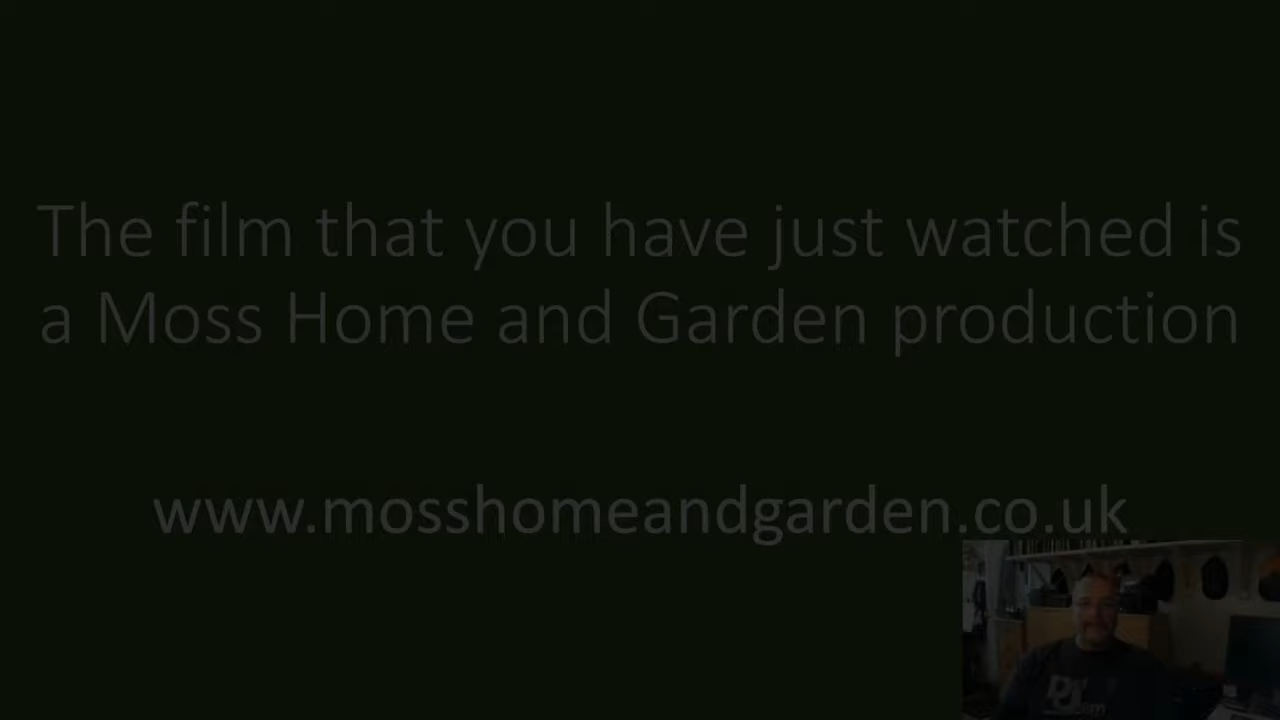 The film that you have just watched is
a Moss Home and Garden production
www.mosshomeandgarden.co.uk